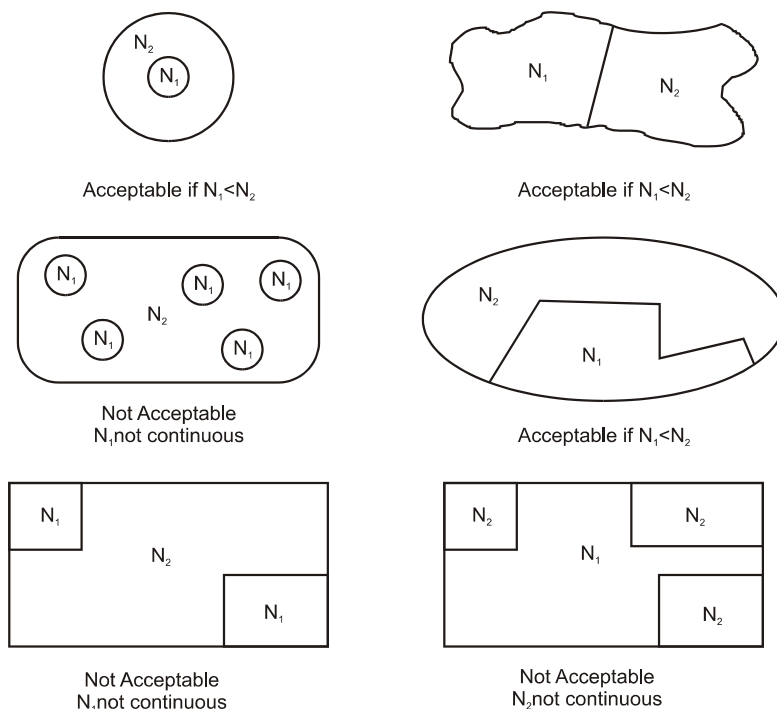 N₂
N₁
N₁
N₂
Acceptable if N₁<N₂
Acceptable if N₁<N₂
N₁
N₁
N₁
N₂
N₁
N₁
Not Acceptable
N₁not continuous
N₂
N₁
Acceptable if N₁<N₂
N₁
N₂
N₁
Not Acceptable
N₁not continuous
N₂
N₂
N₁
N₂
Not Acceptable
N₂not continuous